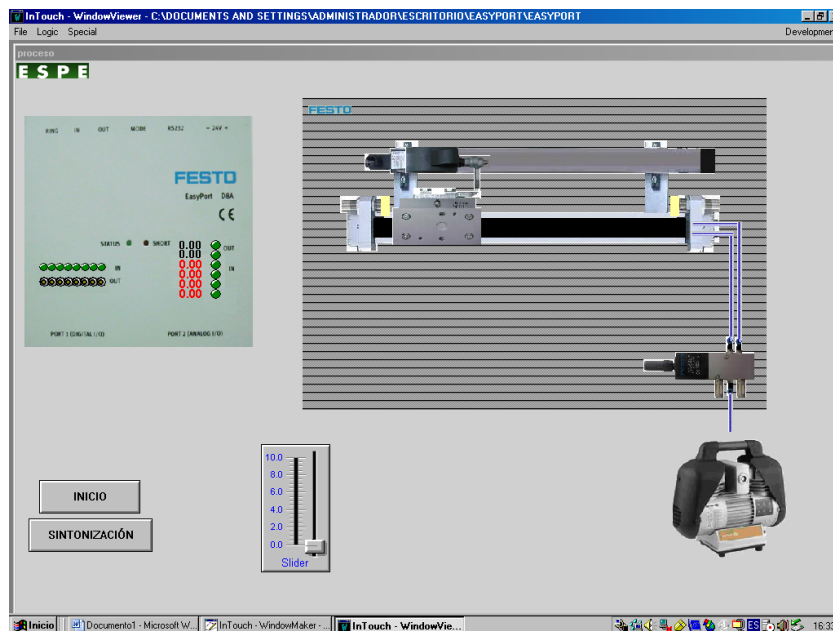 InTouch - WindowViewer - C:\DOCUMENTS AND SETTINGS\ADMINISTRADOR\ESCRITORIO\EASYPORT\EASYPORT
File Logic Special Developmen
proceso
ESPE
FESTO
RING IN OUT MODE RS232 - 24V +
FESTO
EasyPort D8A
CE
STATUS SHORT 0.00 OUT
0.00
IN 0.00 IN
0.00
OUT 0.00
0.00
PORT 1 (DIGITAL I/O) PORT 2 (ANALOG I/O)
10.0
8.0
6.0
4.0
2.0
0.0
Slider
INICIO
SINTONIZACIÓN
Inicio Documento1 - Microsoft W... InTouch - WindowMaker - ... InTouch - WindowVie... ES 16:33